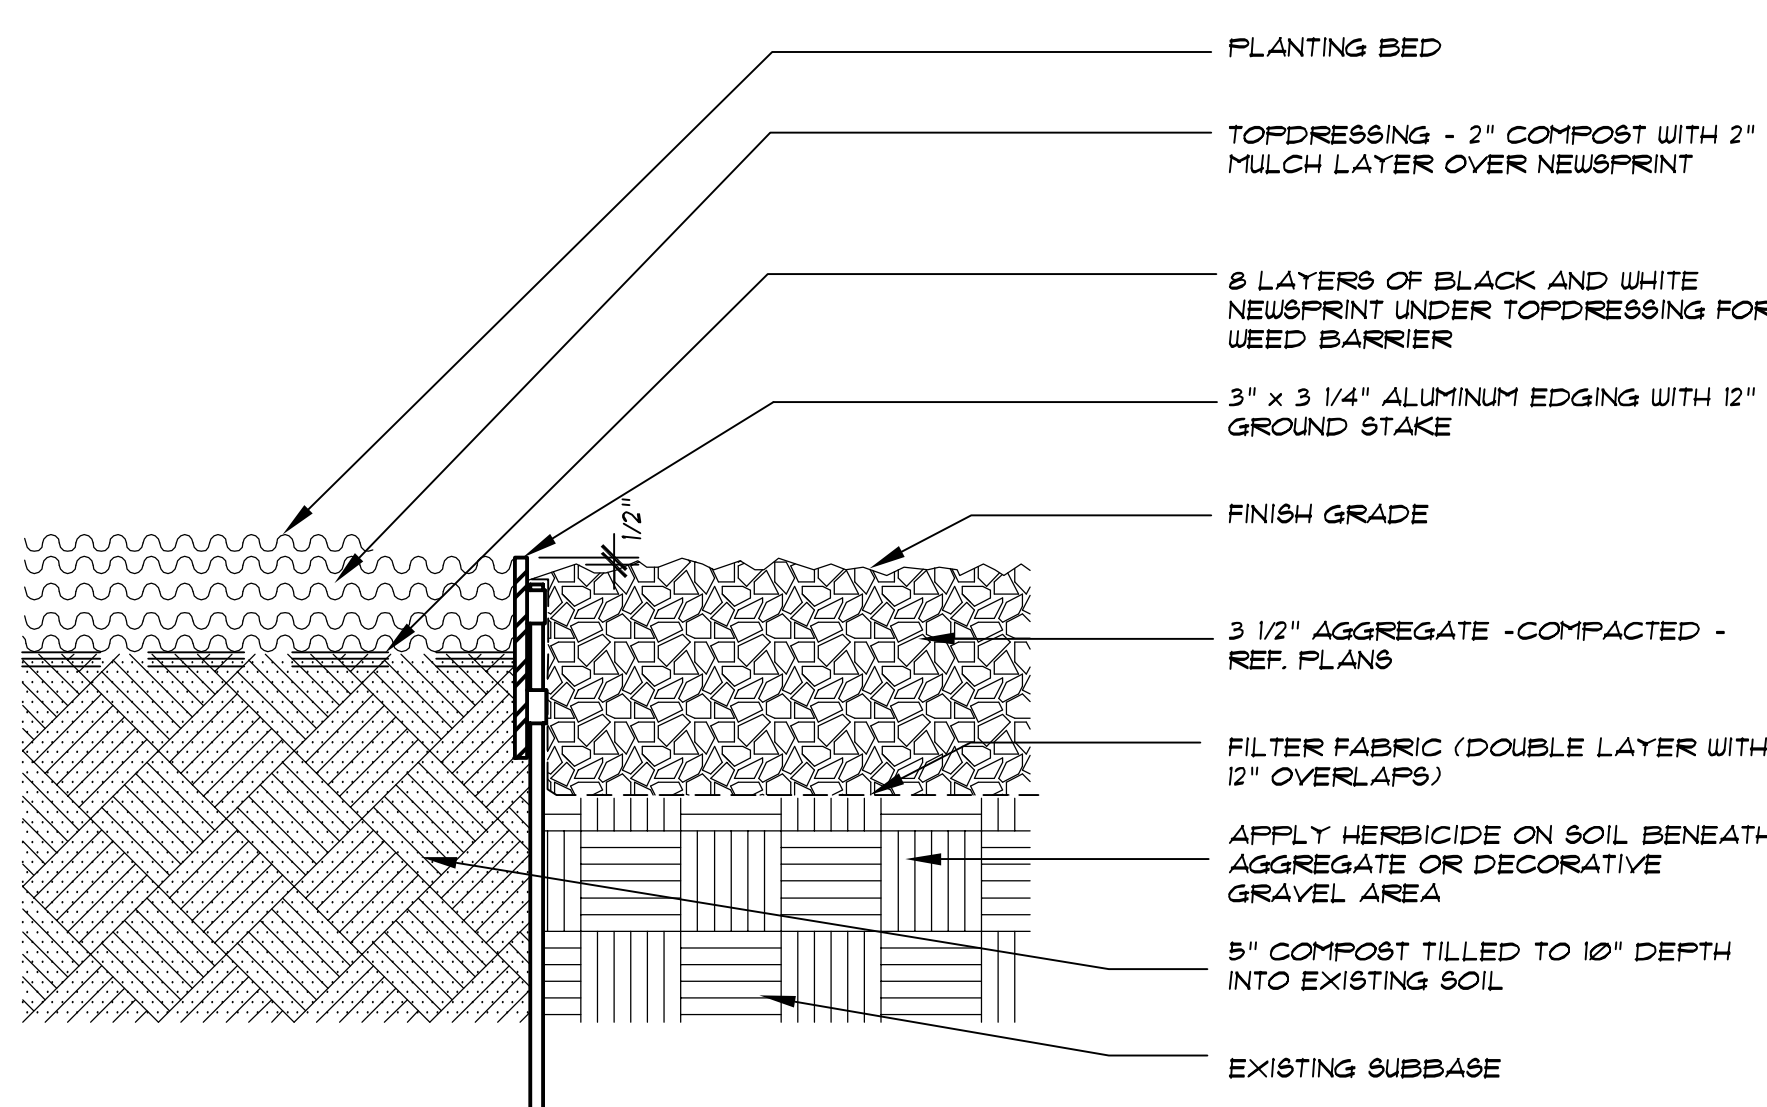 PLANTING BED
TOPDRESSING - 2" COMPOST WITH 2"
MULCH LAYER OVER NEWSPRINT
8 LAYERS OF BLACK AND WHITE
NEWSPRINT UNDER TOPDRESSING FOR
WEED BARRIER
3" x 3 1/4" ALUMINUM EDGING WITH 12"
GROUND STAKE
1/2"
FINISH GRADE
3 1/2" AGGREGATE -COMPACTED -
REF. PLANS
FILTER FABRIC (DOUBLE LAYER WITH
12" OVERLAPS)
APPLY HERBICIDE ON SOIL BENEATH
AGGREGATE OR DECORATIVE
GRAVEL AREA
5" COMPOST TILLED TO 10" DEPTH
INTO EXISTING SOIL
EXISTING SUBBASE